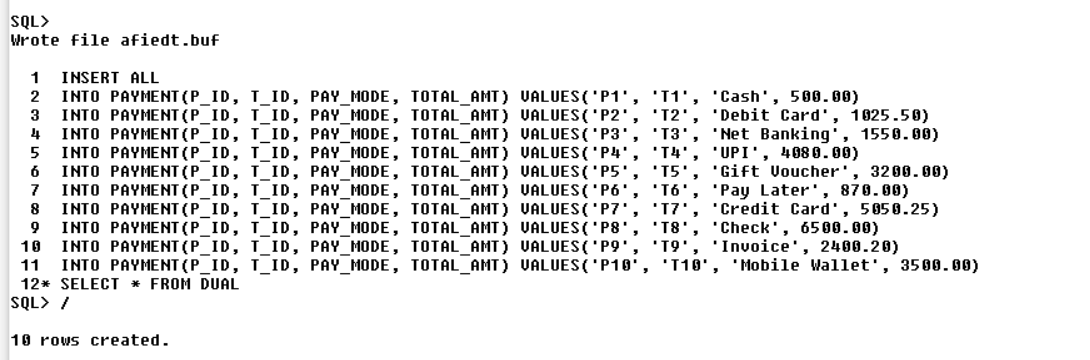 SQL>
Wrote file afiedt.buf
1 INSERT ALL
2 INTO PAYMENT(P_ID, T_ID, PAY_MODE, TOTAL_AMT) VALUES('P1', 'T1', 'Cash', 500.00)
3 INTO PAYMENT(P_ID, T_ID, PAY_MODE, TOTAL_AMT) VALUES('P2', 'T2', 'Debit Card', 1025.50)
4 INTO PAYMENT(P_ID, T_ID, PAY_MODE, TOTAL_AMT) VALUES('P3', 'T3', 'Net Banking', 1550.00)
5 INTO PAYMENT(P_ID, T_ID, PAY_MODE, TOTAL_AMT) VALUES('P4', 'T4', 'UPI', 4080.00)
6 INTO PAYMENT(P_ID, T_ID, PAY_MODE, TOTAL_AMT) VALUES('P5', 'T5', 'Gift Voucher', 3200.00)
7 INTO PAYMENT(P_ID, T_ID, PAY_MODE, TOTAL_AMT) VALUES('P6', 'T6', 'Pay Later', 870.00)
8 INTO PAYMENT(P_ID, T_ID, PAY_MODE, TOTAL_AMT) VALUES('P7', 'T7', 'Credit Card', 5050.25)
9 INTO PAYMENT(P_ID, T_ID, PAY_MODE, TOTAL_AMT) VALUES('P8', 'T8', 'Check', 6500.00)
10 INTO PAYMENT(P_ID, T_ID, PAY_MODE, TOTAL_AMT) VALUES('P9', 'T9', 'Invoice', 2400.20)
11 INTO PAYMENT(P_ID, T_ID, PAY_MODE, TOTAL_AMT) VALUES('P10', 'T10', 'Mobile Wallet', 3500.00)
12* SELECT * FROM DUAL
SQL> /
10 rows created.